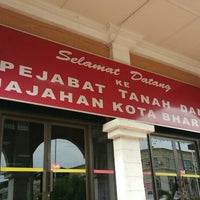 Selamat Datang
KE
PEJABAT TANAH DAN
JAJAHAN KOTA BHAR